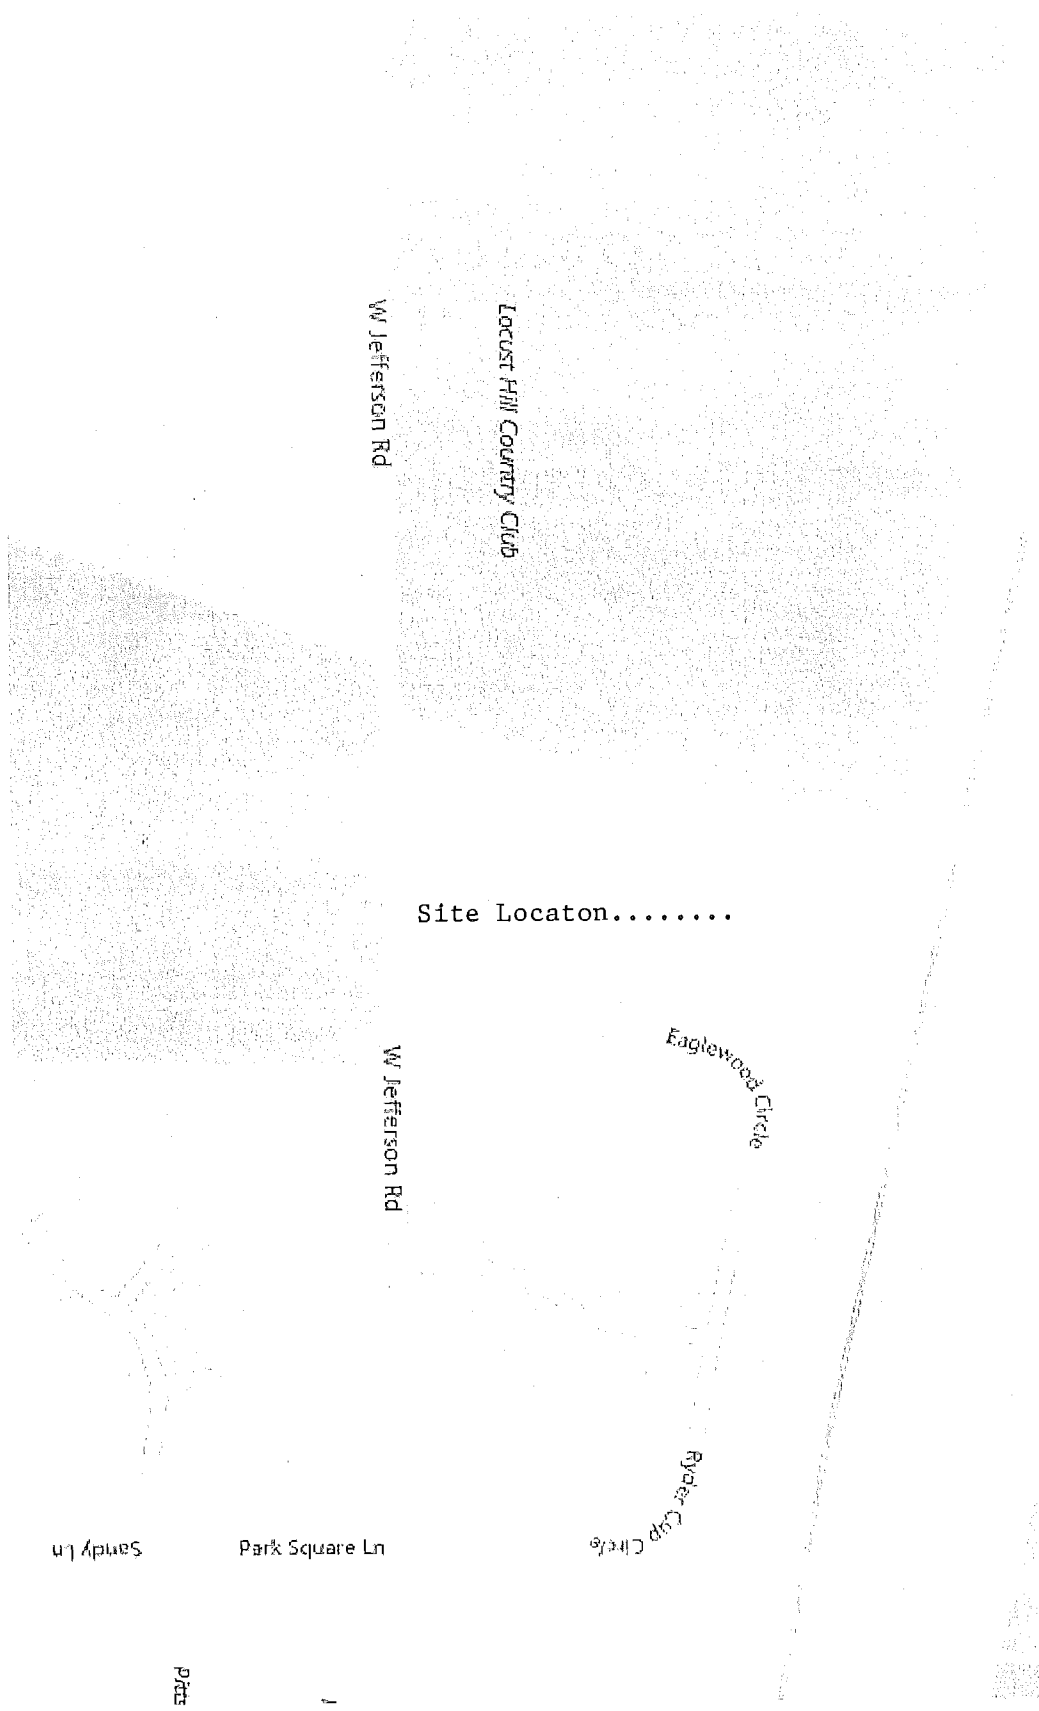 W Jefferson Rd
Locust Hill Country Club
Site Locaton........
Eaglewood Circle
W Jefferson Rd
Ryder Cup Circle
Sandy Ln
Park Square Ln